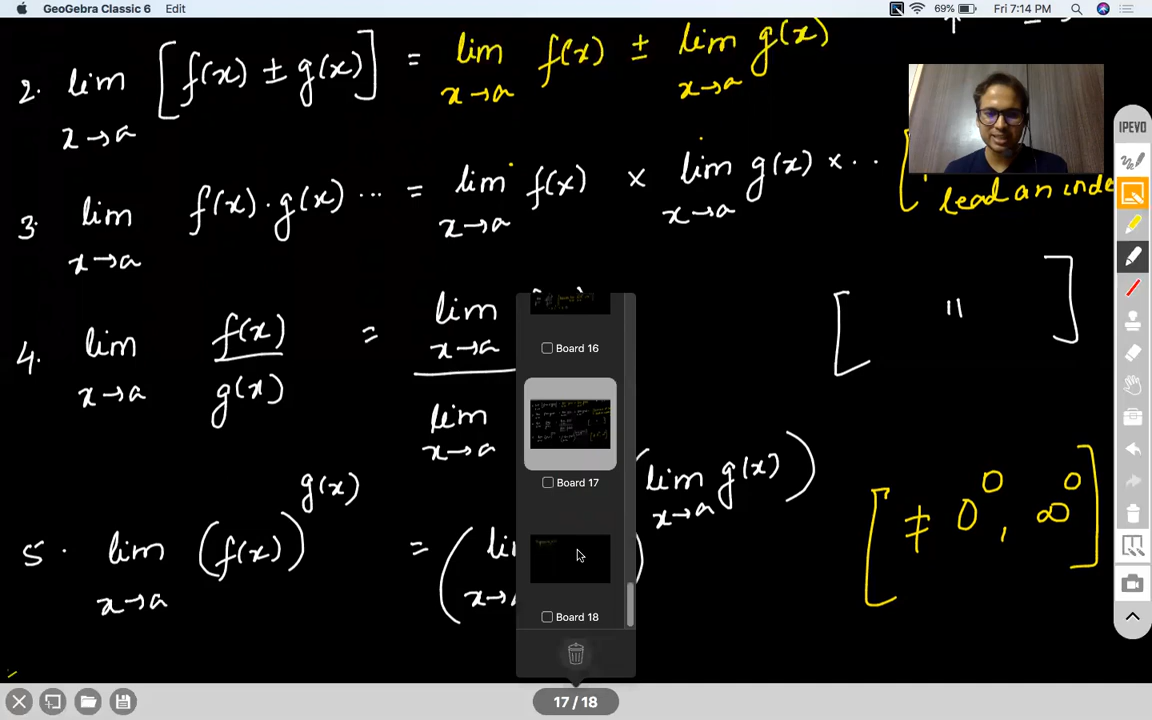 GeoGebra Classic 6 Edit 69% Fri 7:14 PM
2. lim x→a [f(x) ± g(x)] = lim x→a f(x) ± lim x→a g(x)
3. lim x→a f(x)·g(x) ... = lim x→a f(x) × lim x→a g(x) × ..
lead an inde
IPEVO
4. lim x→a f(x)/g(x) = lim x→a
lim x→a
[ " ]
5. lim x→a (f(x))^g(x) = (li x→a )^(lim x→a g(x)) [≠ 0^0, ∞^0]
Board 16
Board 17
Board 18
17 / 18